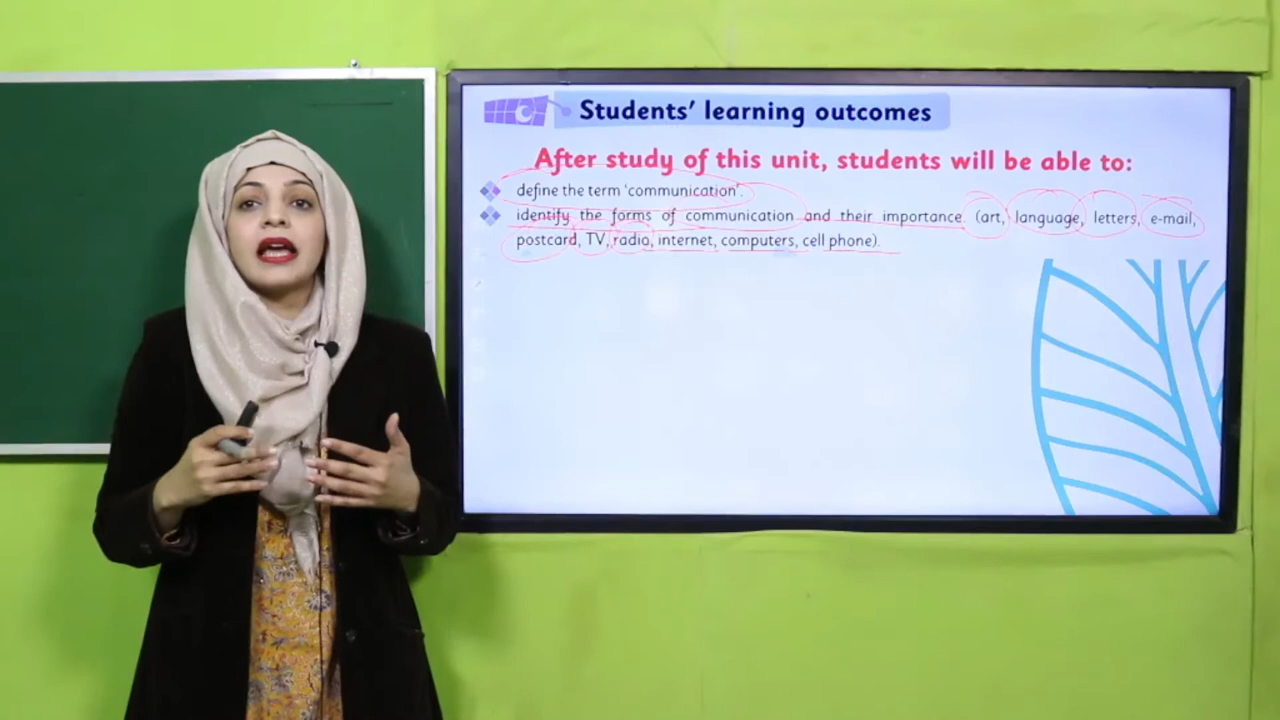 Students' learning outcomes
After study of this unit, students will be able to:
define the term 'communication'.
identify the forms of communication and their importance. (art, language, letters, e-mail,
postcard, TV, radio, internet, computers, cell phone).